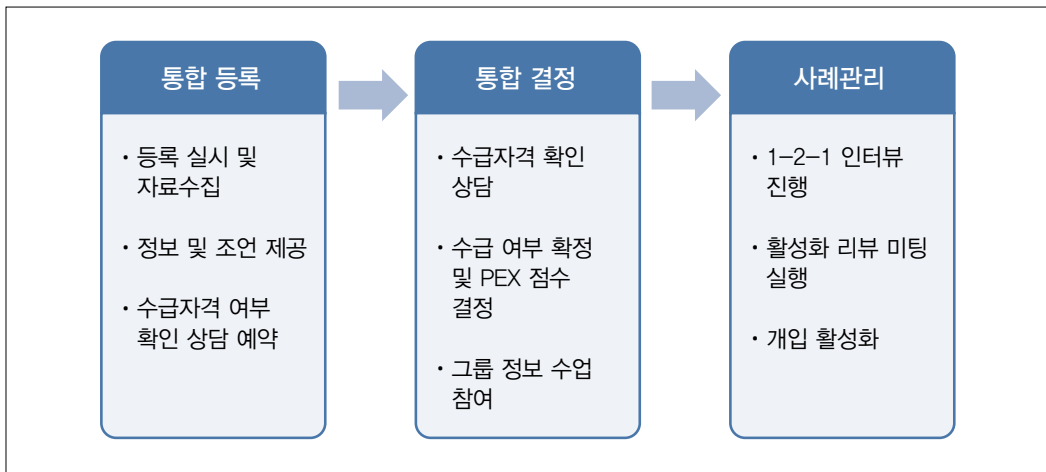 통합 등록
· 등록 실시 및
자료수집
· 정보 및 조언 제공
· 수급자격 여부
확인 상담 예약
통합 결정
· 수급자격 확인
상담
· 수급 여부 확정
및 PEX 점수
결정
· 그룹 정보 수업
참여
사례관리
· 1-2-1 인터뷰
진행
· 활성화 리뷰 미팅
실행
· 개입 활성화